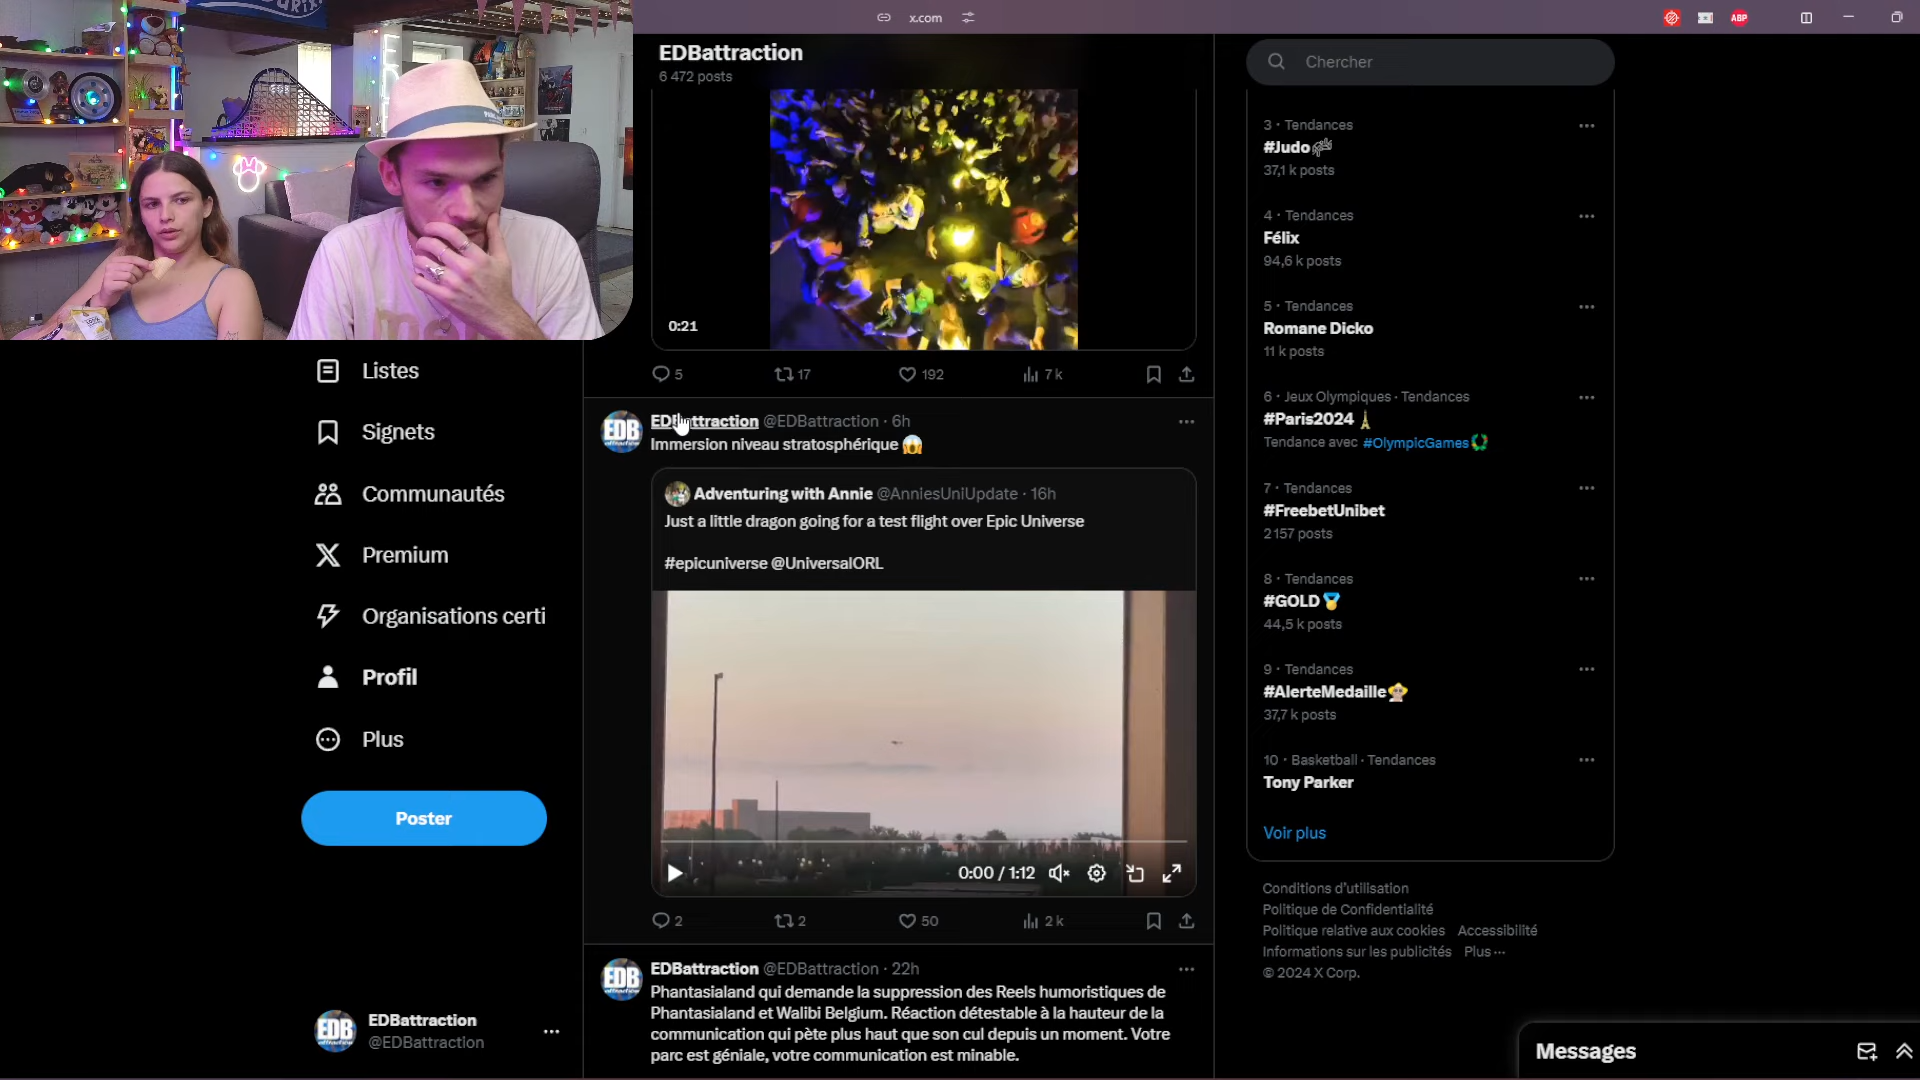 x.com
ABP
EDBattraction
6 472 posts
0:21
5
17
192
7 k
EDBattraction @EDBattraction · 6h
Immersion niveau stratosphérique 😱
Adventuring with Annie @AnniesUniUpdate · 16h
Just a little dragon going for a test flight over Epic Universe
#epicuniverse @UniversalORL
0:00 / 1:12
2
2
50
2 k
EDB
EDBattraction @EDBattraction · 22h
Phantasialand qui demande la suppression des Reels humoristiques de
Phantasialand et Walibi Belgium. Réaction détestable à la hauteur de la
communication qui pète plus haut que son cul depuis un moment. Votre
parc est géniale, votre communication est minable.
Listes
Signets
Communautés
Premium
Organisations certi
Profil
Plus
Poster
EDB
EDBattraction
@EDBattraction
Chercher
3 · Tendances
#Judo
37,1 k posts
4 · Tendances
Félix
94,6 k posts
5 · Tendances
Romane Dicko
11 k posts
6 · Jeux Olympiques · Tendances
#Paris2024
Tendance avec #OlympicGames
7 · Tendances
#FreebetUnibet
2 157 posts
8 · Tendances
#GOLD
44,5 k posts
9 · Tendances
#AlerteMedaille
37,7 k posts
10 · Basketball · Tendances
Tony Parker
Voir plus
Conditions d’utilisation
Politique de Confidentialité
Politique relative aux cookies Accessibilité
Informations sur les publicités Plus ···
© 2024 X Corp.
Messages